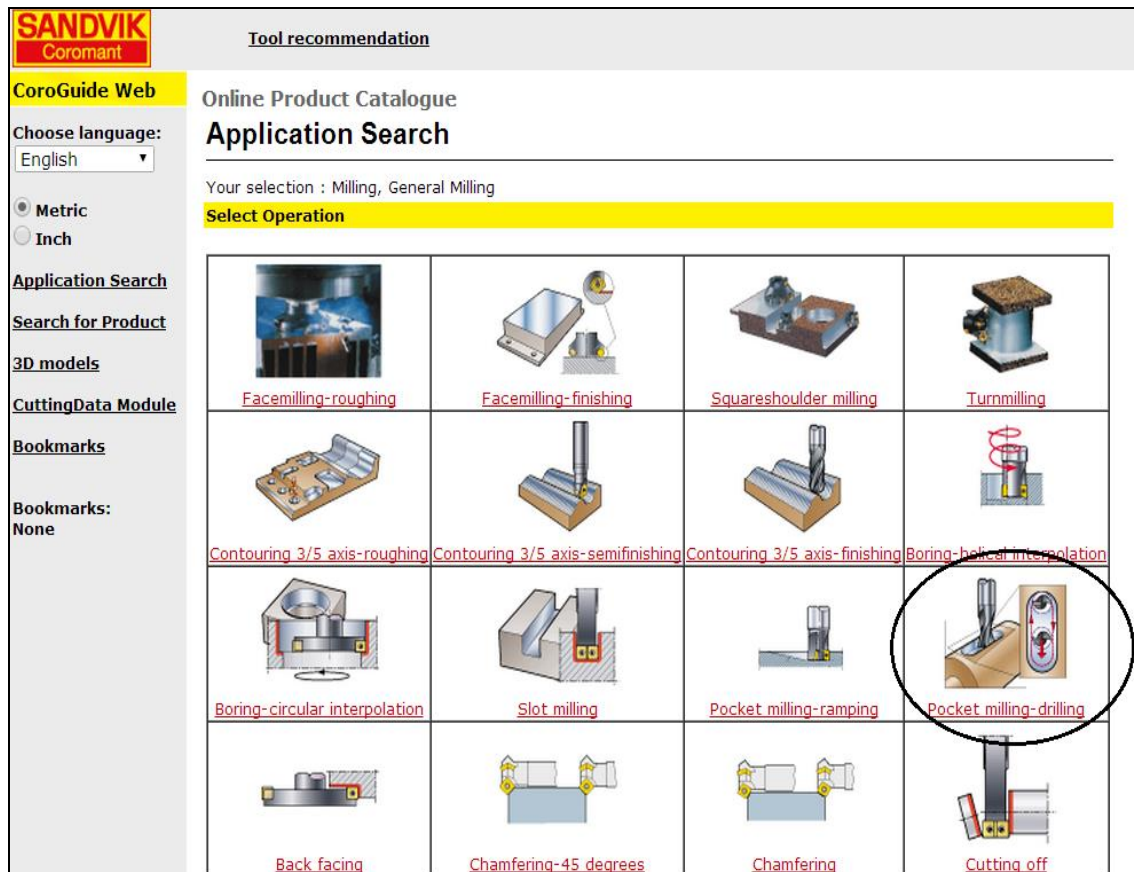 SANDVIK
Coromant
Tool recommendation
CoroGuide Web
Choose language:
English
Metric
Inch
Application Search
Search for Product
3D models
CuttingData Module
Bookmarks
Bookmarks:
None
Online Product Catalogue
Application Search
Your selection : Milling, General Milling
Select Operation
Facemilling-roughing
Facemilling-finishing
Squareshoulder milling
Turnmilling
Contouring 3/5 axis-roughing
Contouring 3/5 axis-semifinishing
Contouring 3/5 axis-finishing
Boring-helical interpolation
Boring-circular interpolation
Slot milling
Pocket milling-ramping
Pocket milling-drilling
Back facing
Chamfering-45 degrees
Chamfering
Cutting off